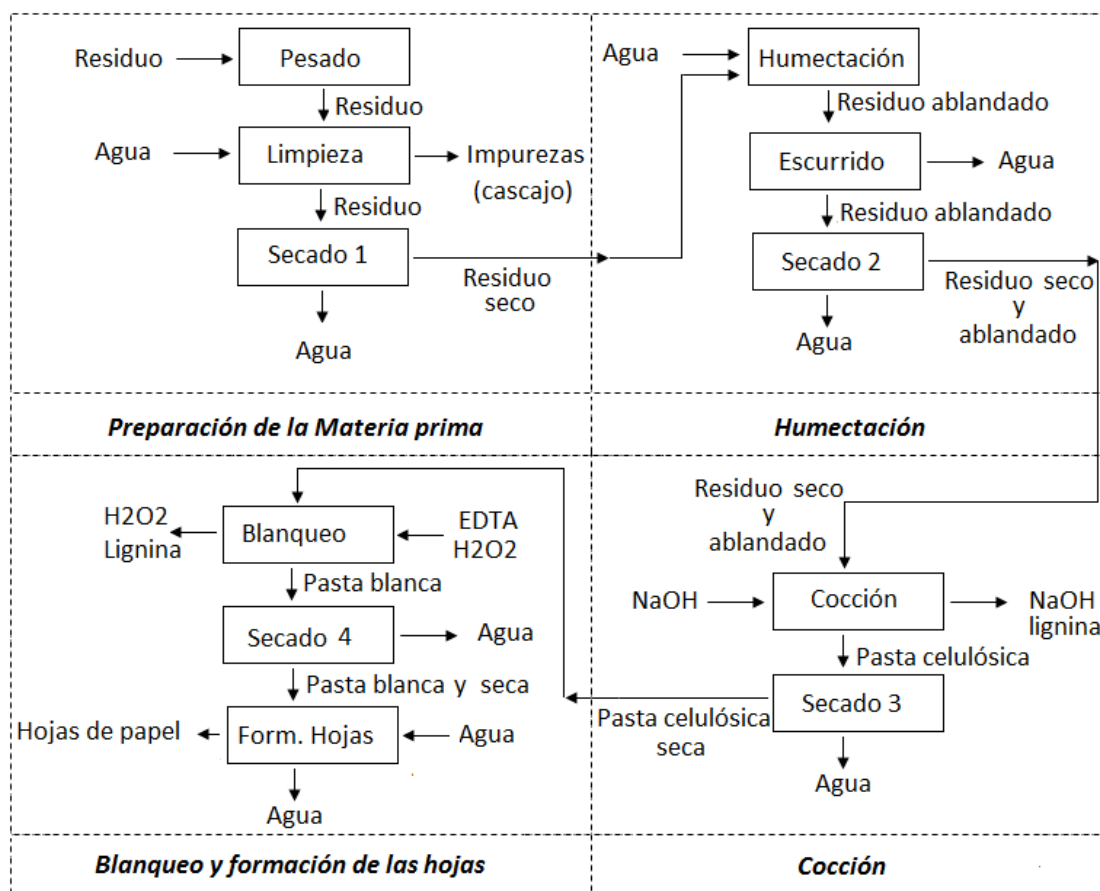 Residuo
Pesado
Residuo
Agua
Limpieza
Impurezas
(cascajo)
Residuo
Secado 1
Residuo
seco
Agua
Preparación de la Materia prima
Agua
Humectación
Residuo ablandado
Escurrido
Agua
Residuo ablandado
Secado 2
Residuo seco
y
ablandado
Agua
Humectación
H2O2
Lignina
Blanqueo
EDTA
H2O2
Pasta blanca
Secado 4
Agua
Pasta blanca y seca
Hojas de papel
Form. Hojas
Agua
Agua
Blanqueo y formación de las hojas
Residuo seco
y
ablandado
NaOH
Cocción
NaOH
lignina
Pasta celulósica
Secado 3
Pasta celulósica
seca
Agua
Cocción